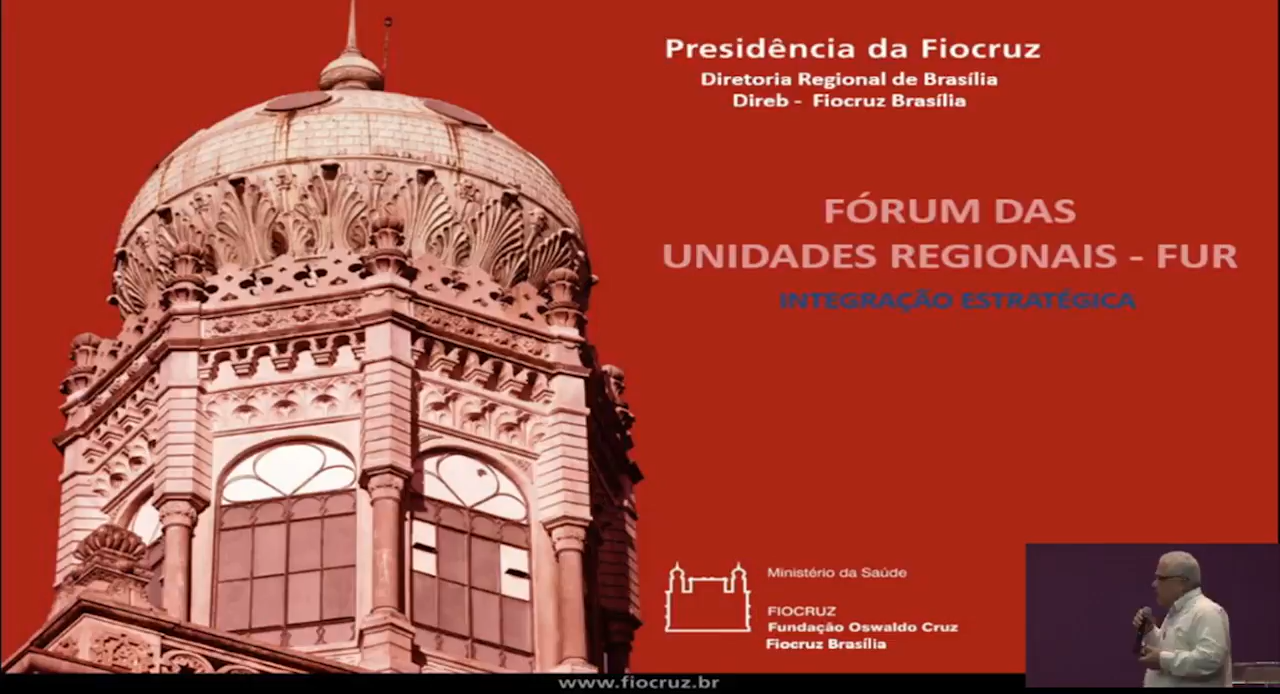 Presidência da Fiocruz
Diretoria Regional de Brasília
Direb - Fiocruz Brasília
FÓRUM DAS
UNIDADES REGIONAIS - FUR
INTEGRAÇÃO ESTRATÉGICA
Ministério da Saúde
FIOCRUZ
Fundação Oswaldo Cruz
Fiocruz Brasília
www.fiocruz.br